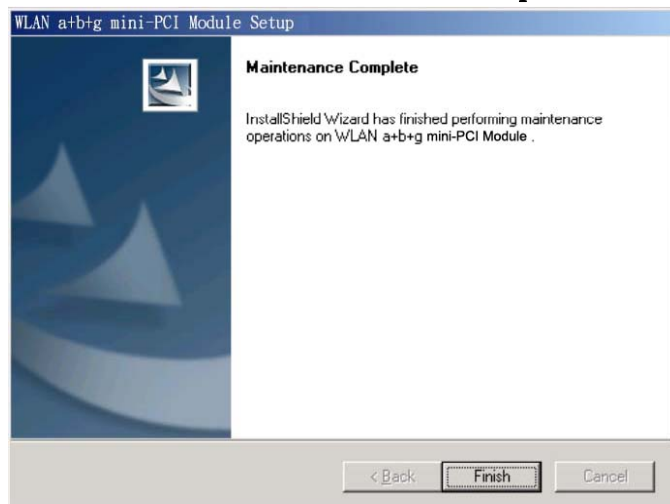 WLAN a+b+g mini-PCI Module Setup
Maintenance Complete
InstallShield Wizard has finished performing maintenance
operations on WLAN a+b+g mini-PCI Module .
< Back
Finish
Cancel